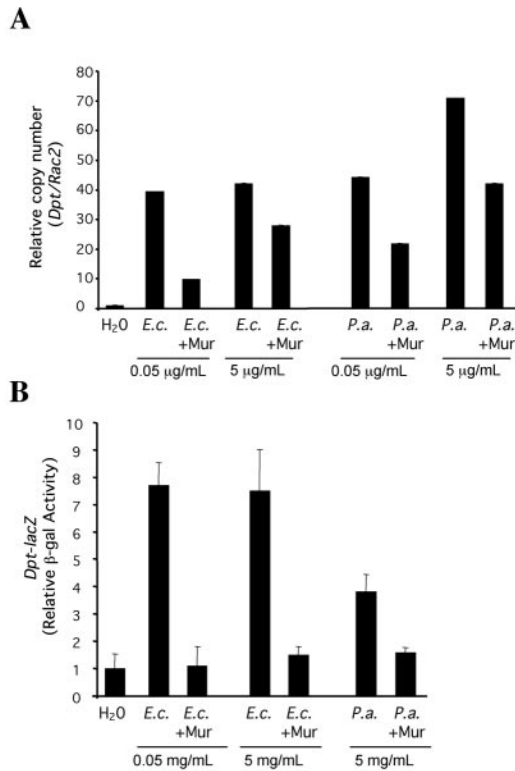 A
Relative copy number
(Dpt/Rac2)
80
70
60
50
40
30
20
10
0
H₂0 E.c. E.c. E.c. E.c. P.a. P.a. P.a. P.a.
+Mur +Mur +Mur +Mur
0.05 µg/mL 5 µg/mL 0.05 µg/mL 5 µg/mL
B
Dpt-lacZ
(Relative β-gal Activity)
10
9
8
7
6
5
4
3
2
1
0
H₂0 E.c. E.c. E.c. E.c. P.a. P.a.
+Mur +Mur +Mur
0.05 mg/mL 5 mg/mL 5 mg/mL